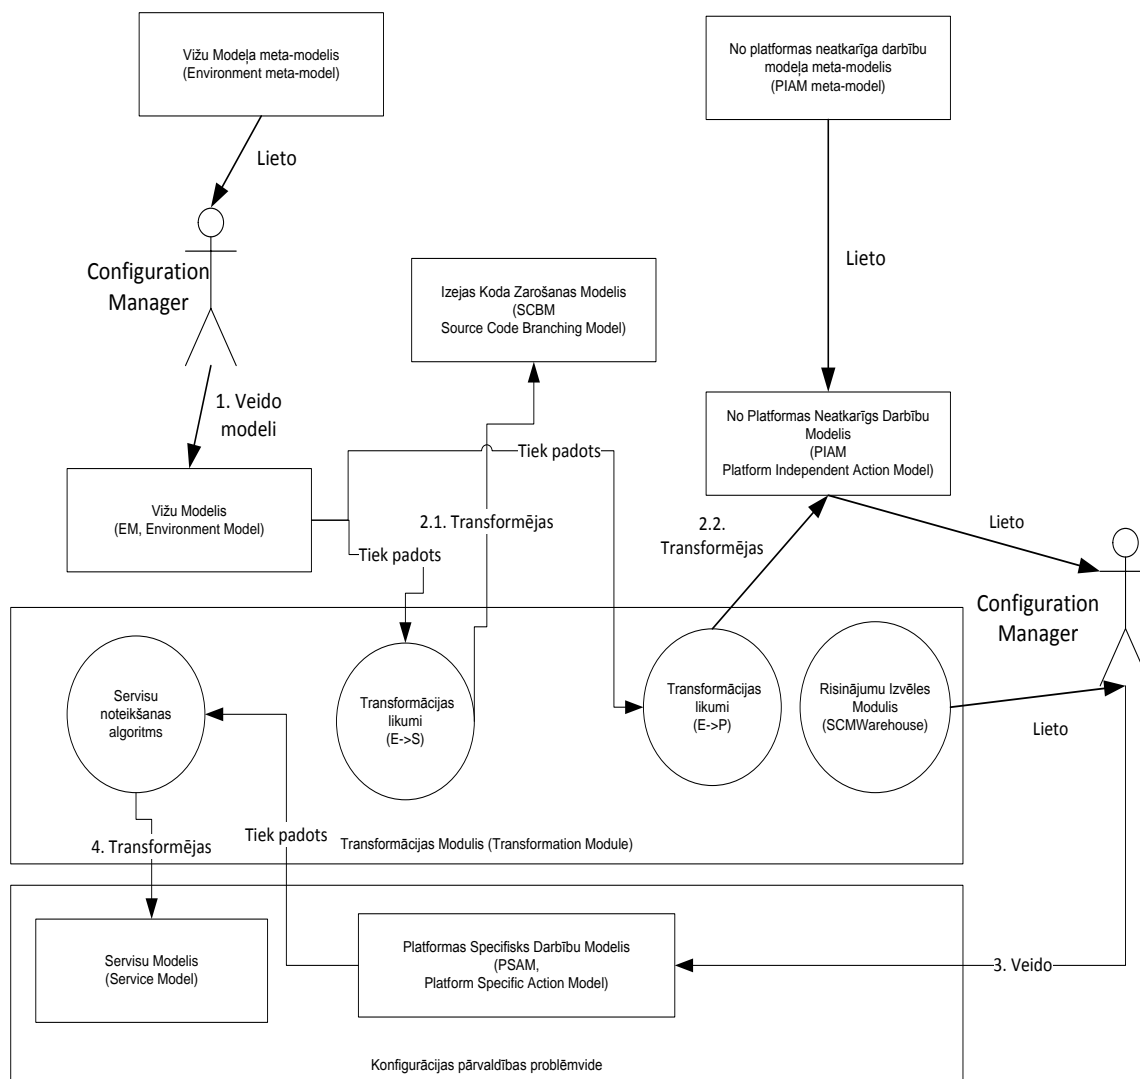 Vižu Modeļa meta-modelis
(Environment meta-model)
No platformas neatkarīga darbību
modeļa meta-modelis
(PIAM meta-model)
Lieto
Lieto
Configuration
Manager
Izejas Koda Zarošanas Modelis
(SCBM
Source Code Branching Model)
1. Veido
modeli
No Platformas Neatkarīgs Darbību
Modelis
(PIAM
Platform Independent Action Model)
Tiek padots
Vižu Modelis
(EM, Environment Model)
2.1. Transformējas
2.2.
Transformējas
Lieto
Tiek padots
Configuration
Manager
Servisu
noteikšanas
algoritms
Transformācijas
likumi
(E->S)
Transformācijas
likumi
(E->P)
Risinājumu Izvēles
Modulis
(SCMWarehouse)
Lieto
Tiek padots
4. Transformējas
Transformācijas Modulis (Transformation Module)
Servisu Modelis
(Service Model)
Platformas Specifisks Darbību Modelis
(PSAM,
Platform Specific Action Model)
3. Veido
Konfigurācijas pārvaldības problēmvide